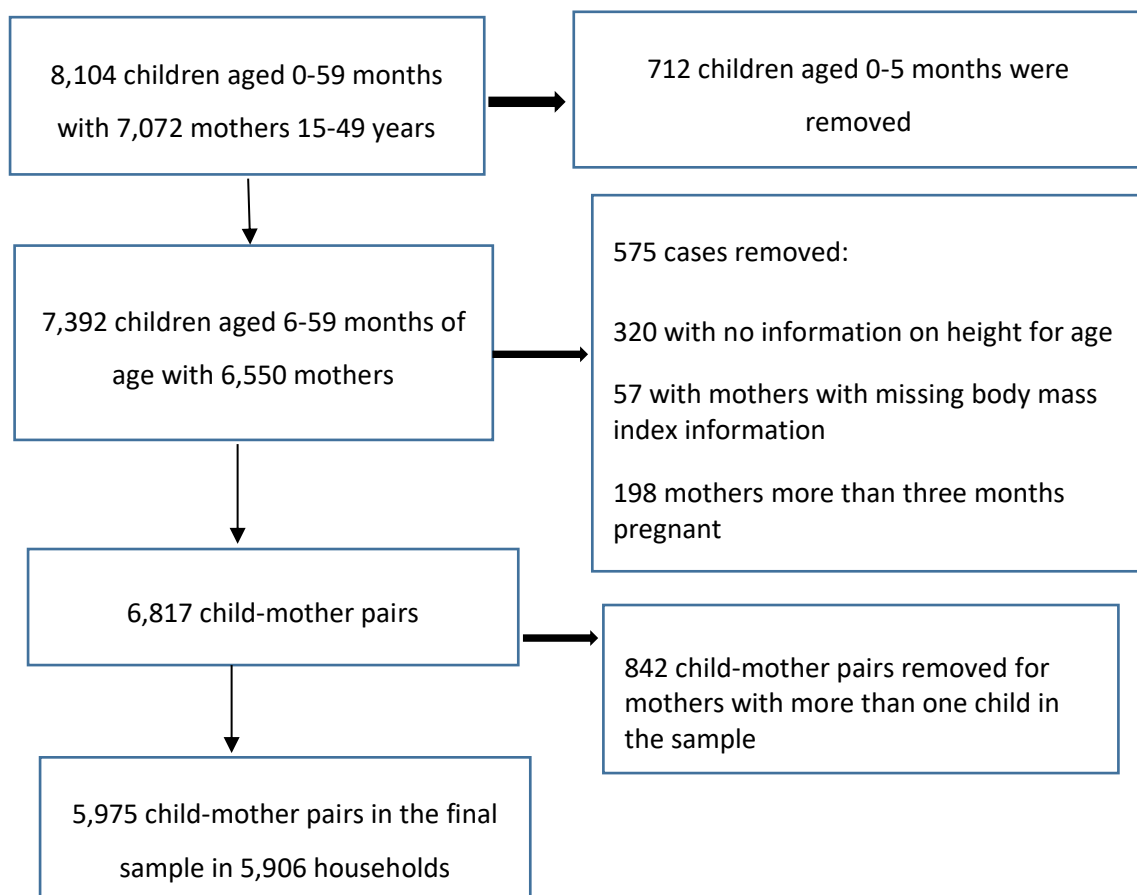 8,104 children aged 0-59 months
with 7,072 mothers 15-49 years
712 children aged 0-5 months were
removed
7,392 children aged 6-59 months of
age with 6,550 mothers
575 cases removed:
320 with no information on height for age
57 with mothers with missing body mass
index information
198 mothers more than three months
pregnant
6,817 child-mother pairs
842 child-mother pairs removed for
mothers with more than one child in
the sample
5,975 child-mother pairs in the final
sample in 5,906 households